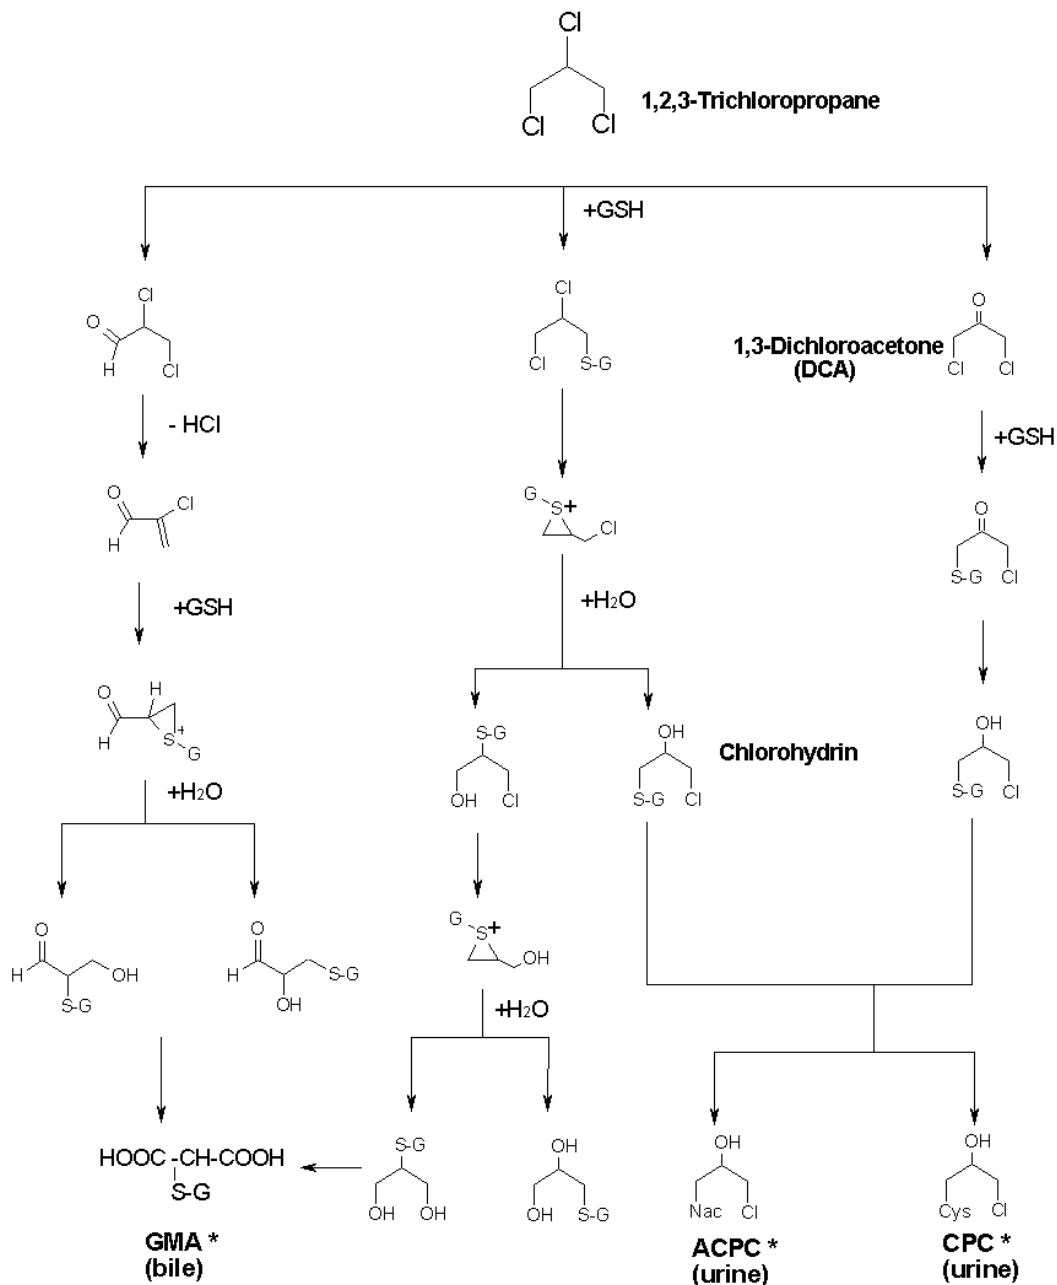 Cl
Cl
Cl
1,2,3-Trichloropropane
+GSH
O
Cl
H
Cl
Cl
Cl
S-G
O
1,3-Dichloroacetone
(DCA)
Cl
Cl
- HCl
+GSH
O
Cl
H
G
S+
Cl
O
S-G
Cl
+GSH
+H2O
O
H
H
S+
G
S-G
OH
Cl
OH
S-G
Cl
Chlorohydrin
OH
S-G
Cl
+H2O
O
H
OH
S-G
O
H
S-G
OH
G
S+
OH
+H2O
HOOC-CH-COOH
S-G
S-G
OH
OH
OH
OH
S-G
OH
Nac
Cl
OH
Cys
Cl
GMA *
(bile)
ACPC *
(urine)
CPC *
(urine)